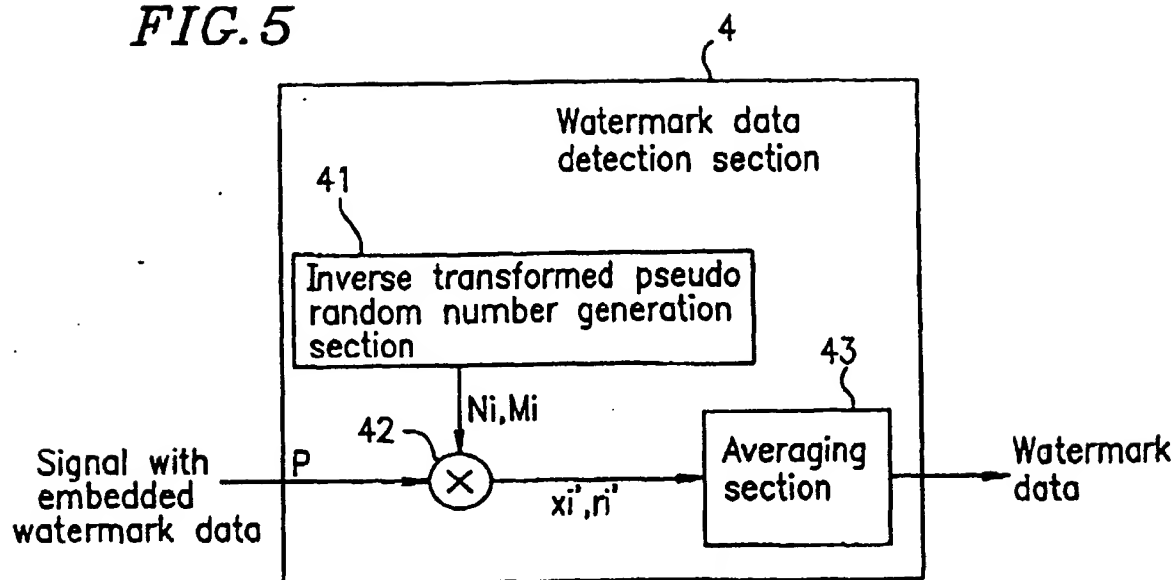 FIG. 5
4
Watermark data
detection section
41
Inverse transformed pseudo
random number generation
section
43
Ni,Mi
42
Signal with
embedded
watermark data
P
xi',ri'
Averaging
section
Watermark
data